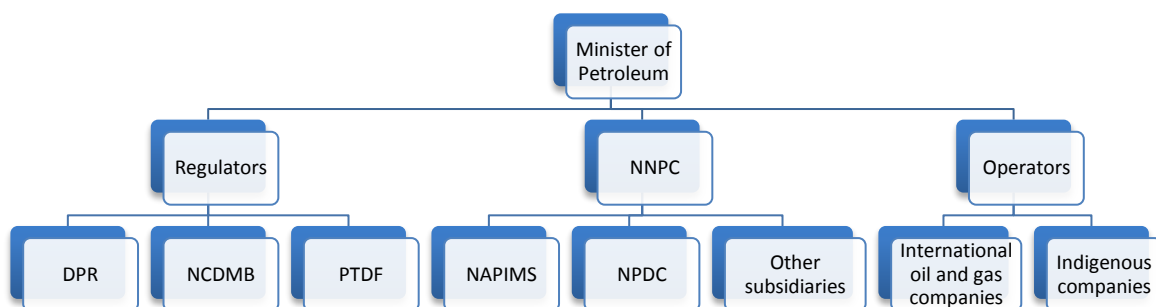 Minister of
Petroleum
Regulators
NNPC
Operators
DPR
NCDMB
PTDF
NAPIMS
NPDC
Other
subsidiaries
International
oil and gas
companies
Indigenous
companies